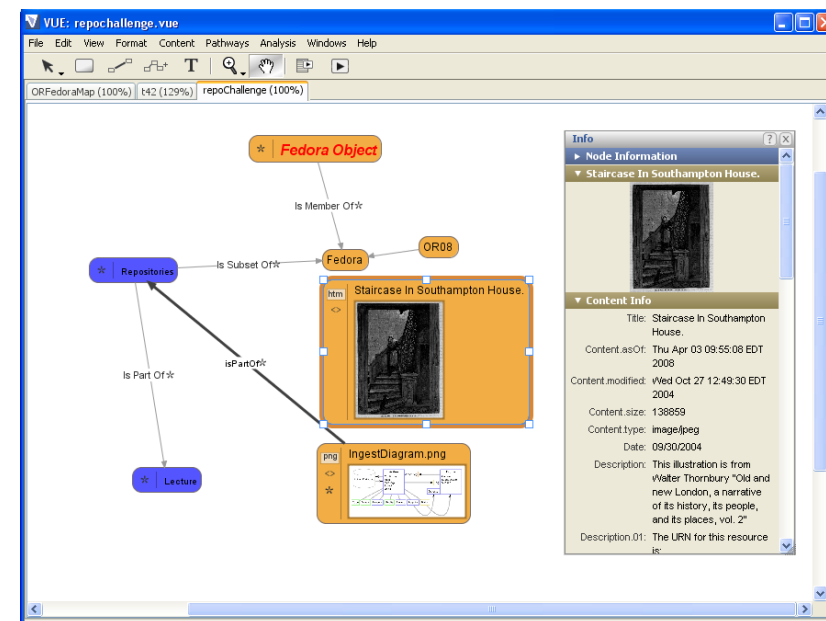 VUE: repochallenge.vue
File Edit View Format Content Pathways Analysis Windows Help
ORFedoraMap (100%) t42 (129%) repoChallenge (100%)
* Fedora Object
Is Member Of*
OR08
Fedora
Is Subset Of*
* Repositories
htm
Staircase In Southampton House.
<>
isPartOf*
Is Part Of*
png
IngestDiagram.png
<>
*
* Lecture
Info
Node Information
Staircase In Southampton House.
Content Info
Title: Staircase In Southampton
House.
Content.asOf: Thu Apr 03 09:55:08 EDT
2008
Content.modified: Wed Oct 27 12:49:30 EDT
2004
Content.size: 138859
Content.type: image/jpeg
Date: 09/30/2004
Description: This illustration is from
Walter Thornbury "Old and
new London, a narrative
of its history, its people,
and its places, vol. 2"
Description.01: The URN for this resource
is: